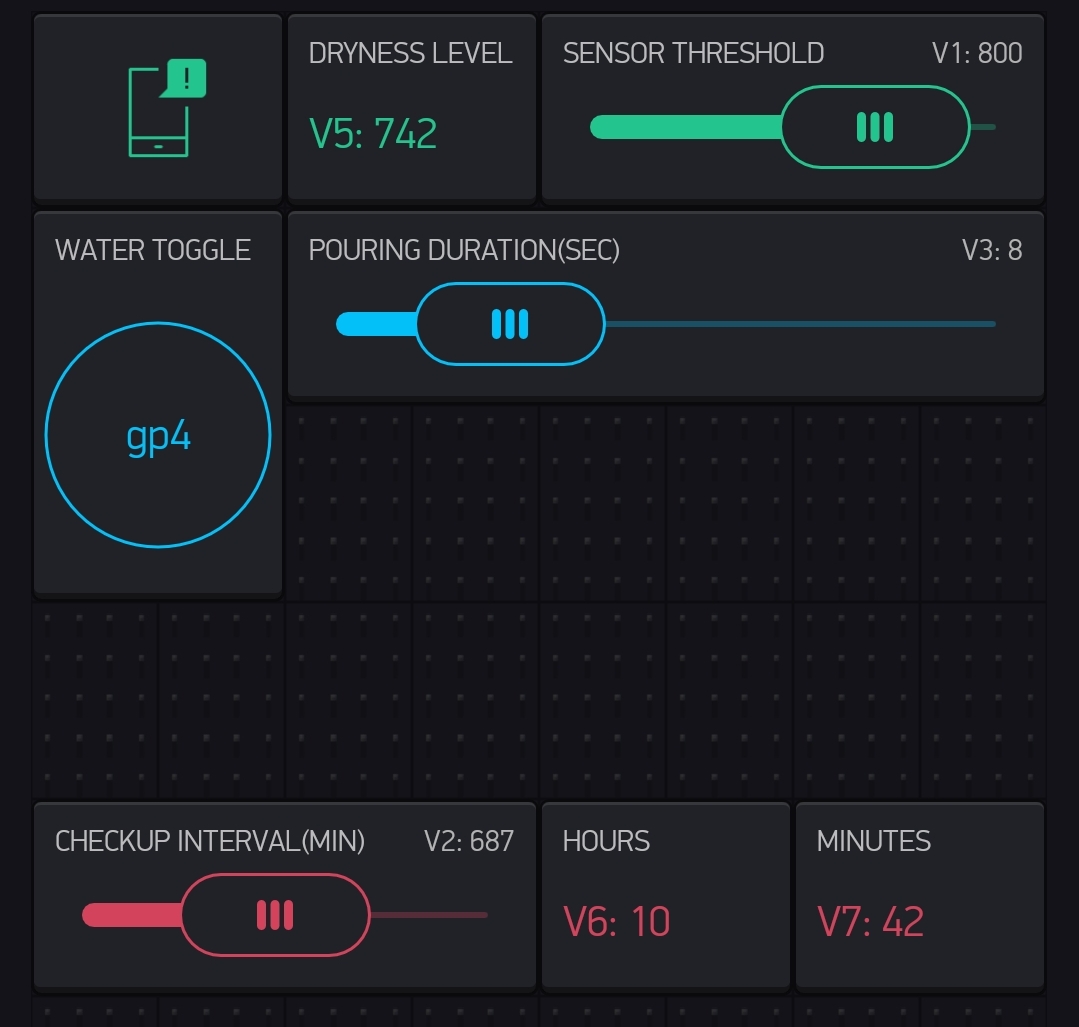 !
DRYNESS LEVEL
V5: 742
SENSOR THRESHOLD V1: 800
WATER TOGGLE
gp4
POURING DURATION(SEC) V3: 8
CHECKUP INTERVAL(MIN) V2: 687
HOURS
V6: 10
MINUTES
V7: 42